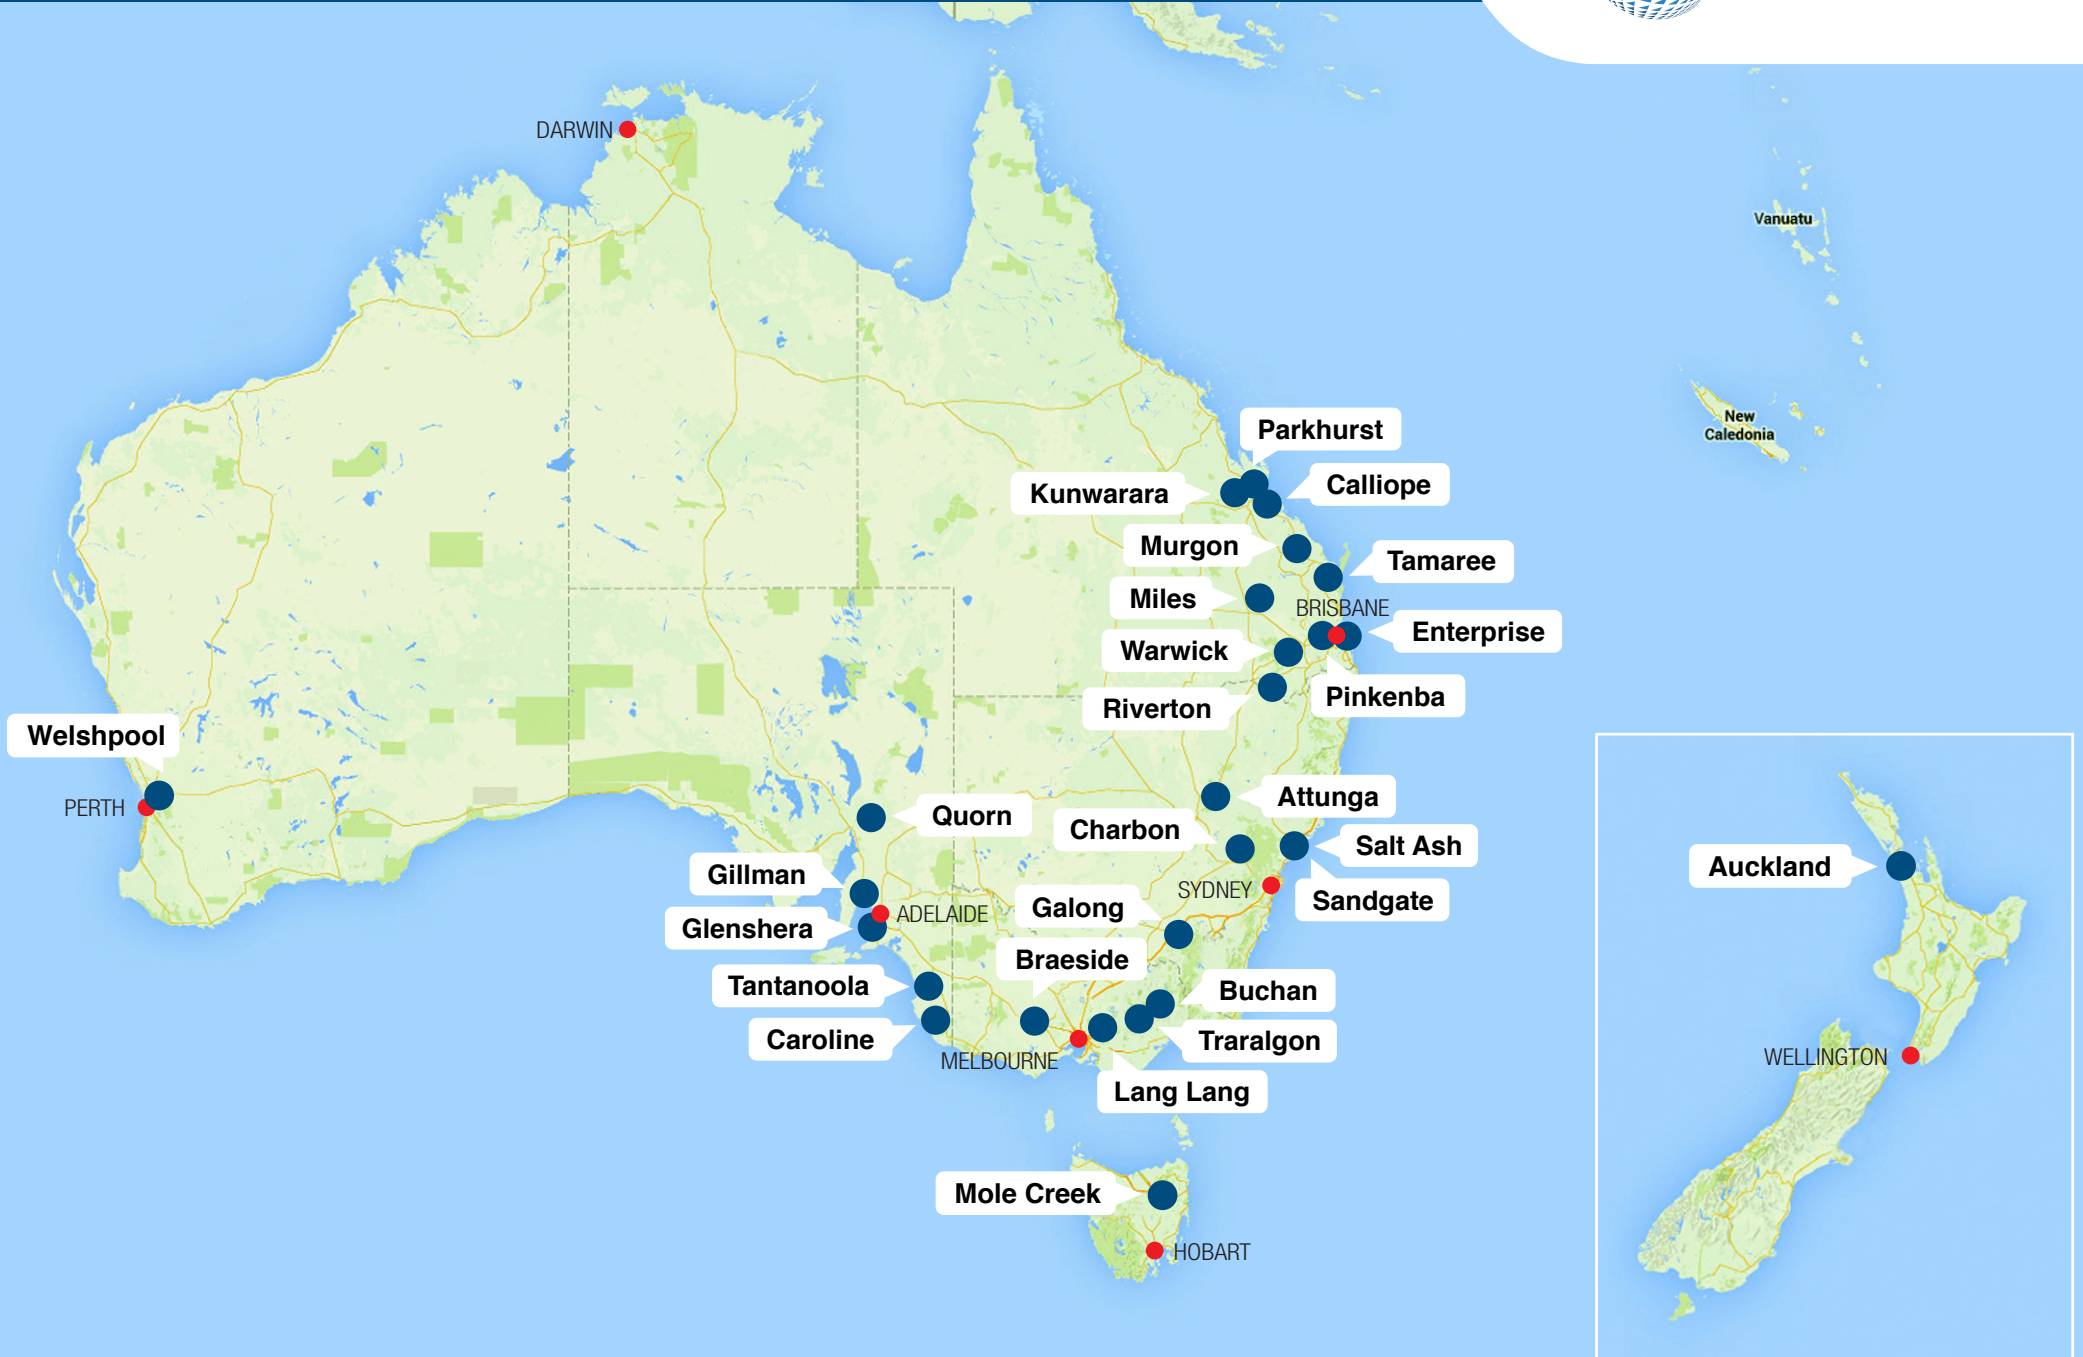 DARWIN
Vanuatu
New
Caledonia
Parkhurst
Calliope
Kunwarara
Murgon
Tamaree
Miles
BRISBANE
Enterprise
Warwick
Pinkenba
Riverton
Welshpool
PERTH
Quorn
Attunga
Charbon
Salt Ash
Gillman
SYDNEY
Sandgate
ADELAIDE
Galong
Glenshera
Braeside
Tantanoola
Buchan
Caroline
Traralgon
MELBOURNE
Lang Lang
Mole Creek
HOBART
Auckland
WELLINGTON